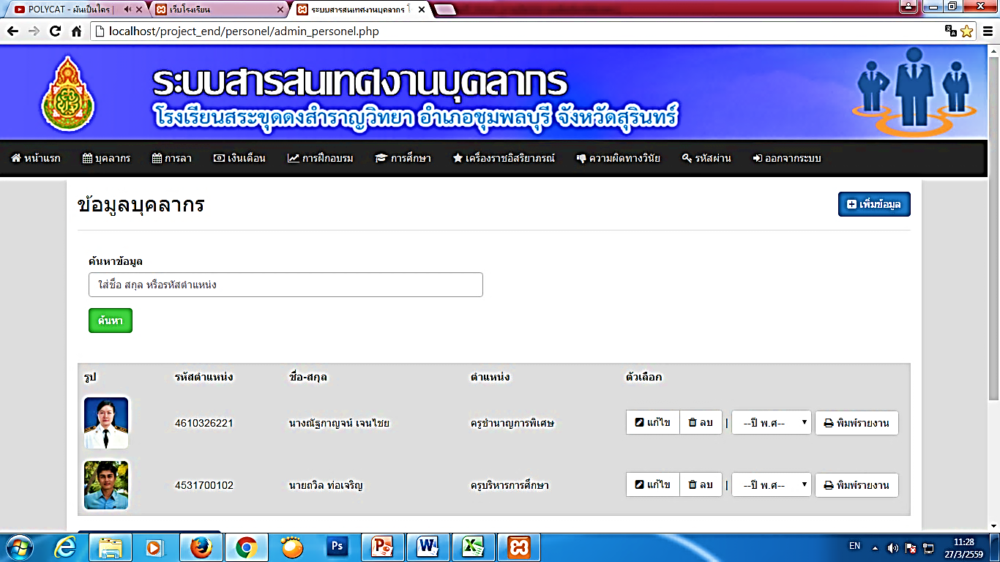 POLYCAT - มันเป็นใคร |
เว็บโรงเรียน
ระบบสารสนเทศงานบุคลากร โ
localhost/project_end/personel/admin_personel.php
ระบบสารสนเทศงานบุคลากร
โรงเรียนสระขุดดงสำราญวิทยา อำเภอชุมพลบุรี จังหวัดสุรินทร์
หน้าแรก บุคลากร การลา เงินเดือน การฝึกอบรม การศึกษา เครื่องราชอิสริยาภรณ์ ความผิดทางวินัย รหัสผ่าน ออกจากระบบ
ข้อมูลบุคลากร เพิ่มข้อมูล
ค้นหาข้อมูล
ใส่ชื่อ สกุล หรือรหัสตำแหน่ง
ค้นหา
รูป รหัสตำแหน่ง ชื่อ-สกุล ตำแหน่ง ตัวเลือก
4610326221 นางณัฐกาญจน์ เจนไชย ครูชำนาญการพิเศษ แก้ไข ลบ | --ปี พ.ศ-- พิมพ์รายงาน
4531700102 นายถวิล ท่อเจริญ ครูบริหารการศึกษา แก้ไข ลบ | --ปี พ.ศ-- พิมพ์รายงาน
Ps
EN
11:28
27/3/2559